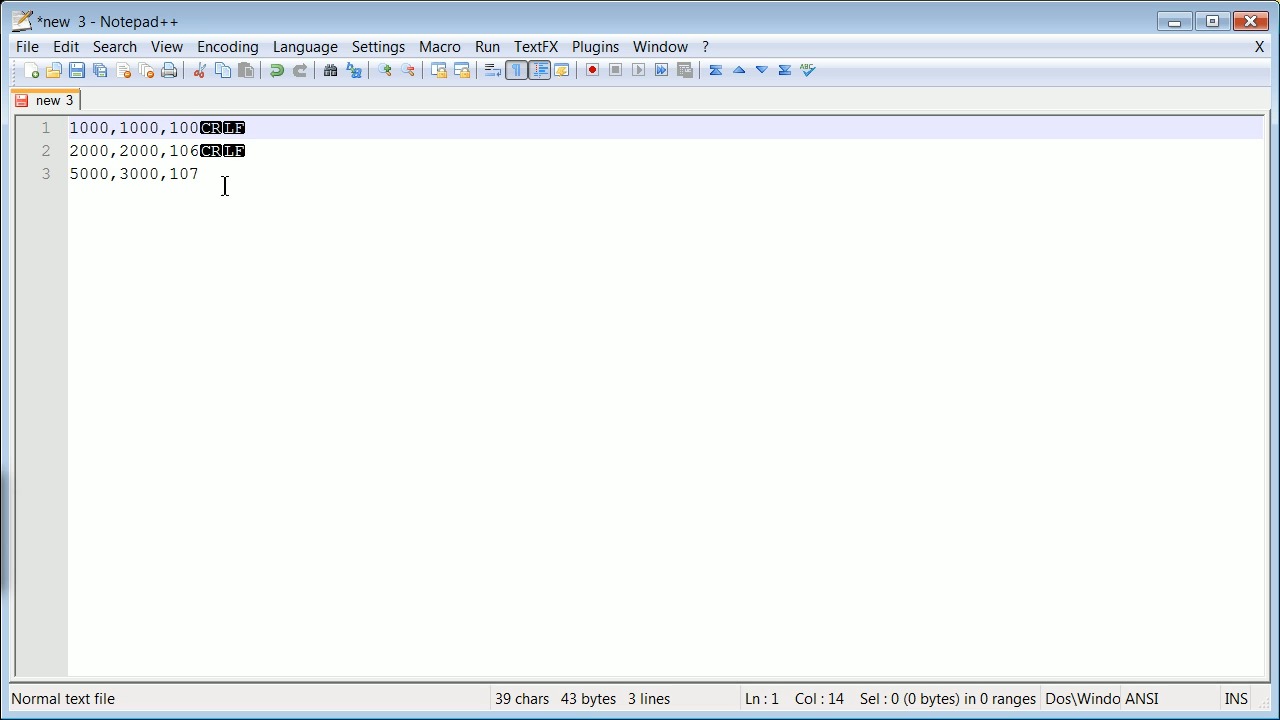 *new  3 - Notepad++
File Edit Search View Encoding Language Settings Macro Run TextFX Plugins Window ? X
new 3
1 1000,1000,100CRLF
2 2000,2000,106CRLF
3 5000,3000,107
Normal text file 39 chars 43 bytes 3 lines Ln : 1 Col : 14 Sel : 0 (0 bytes) in 0 ranges Dos\Windo ANSI INS